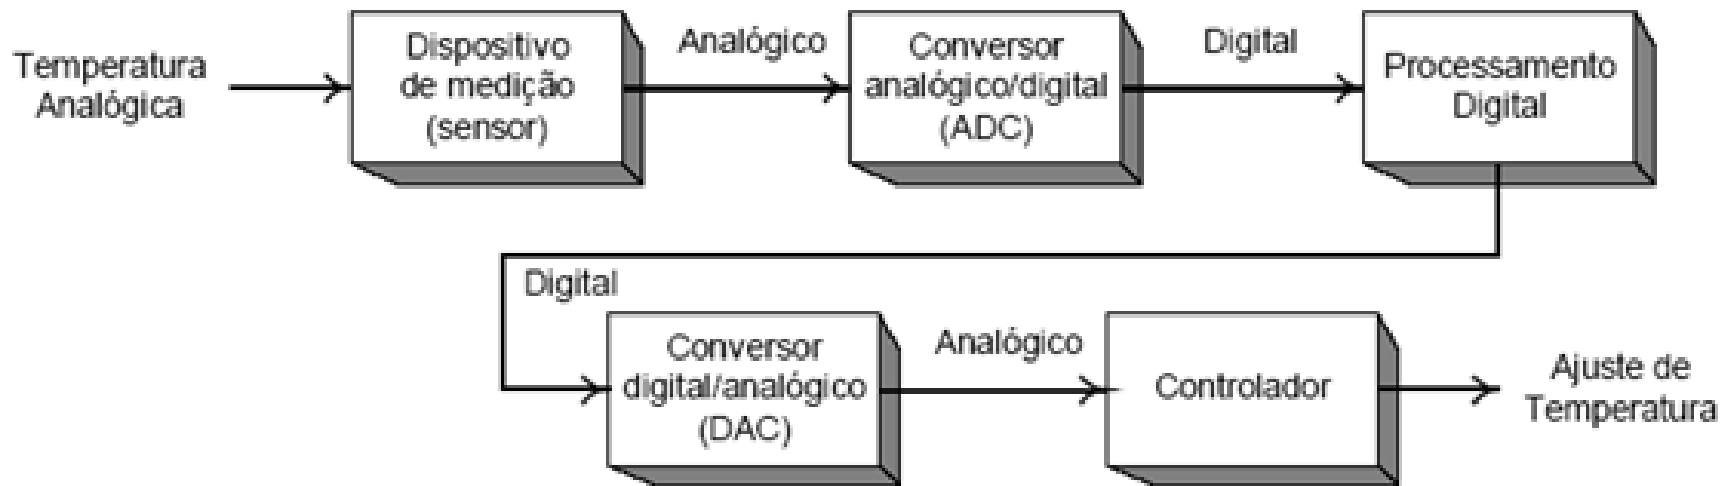 Temperatura
Analógica
Dispositivo
de medição
(sensor)
Analógico
Conversor
analógico/digital
(ADC)
Digital
Processamento
Digital
Digital
Conversor
digital/analógico
(DAC)
Analógico
Controlador
Ajuste de
Temperatura